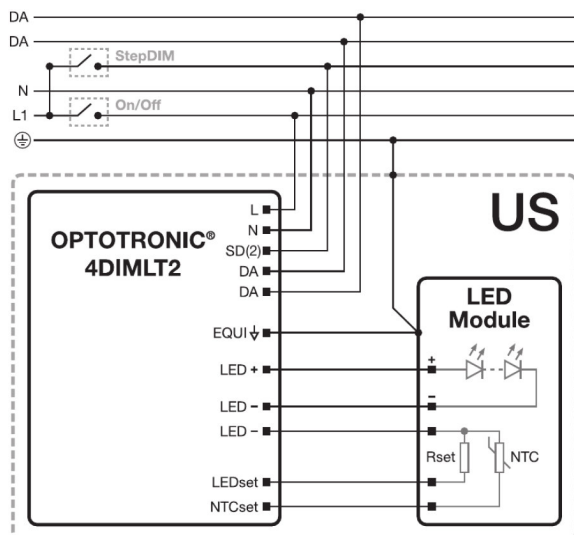 DA
DA
StepDIM
N
On/Off
L1
US
OPTOTRONIC®
4DIMLT2
L
N
SD(2)
DA
DA
EQUI
LED +
LED −
LED −
LEDset
NTCset
LED
Module
+
−
Rset
NTC